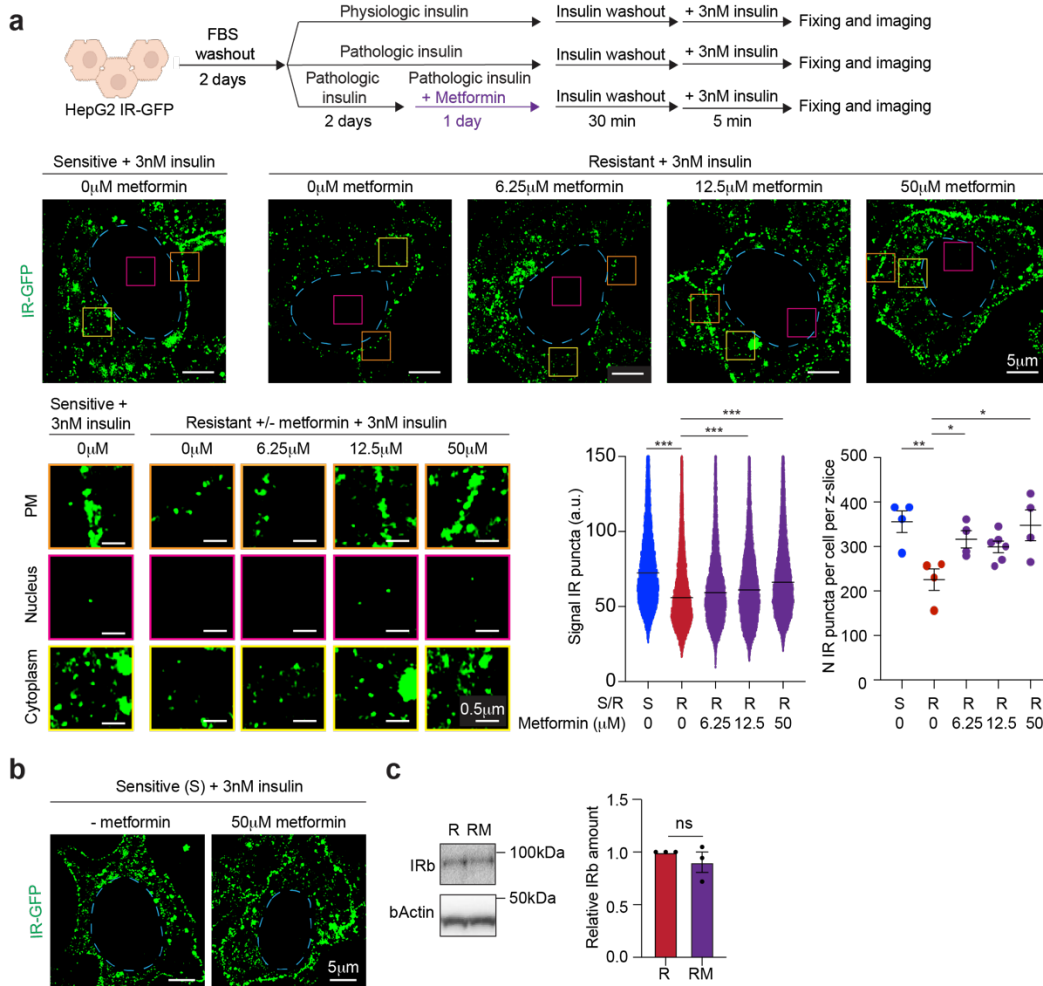 a
FBS
washout
2 days
HepG2 IR-GFP
Physiologic insulin
Insulin washout
+ 3nM insulin
Fixing and imaging
Pathologic insulin
Insulin washout
+ 3nM insulin
Fixing and imaging
Pathologic
insulin
2 days
Pathologic insulin
+ Metformin
1 day
Insulin washout
30 min
+ 3nM insulin
5 min
Fixing and imaging
Sensitive + 3nM insulin
Resistant + 3nM insulin
0μM metformin
0μM metformin
6.25μM metformin
12.5μM metformin
50μM metformin
IR-GFP
5μm
Sensitive +
3nM insulin
Resistant +/- metformin + 3nM insulin
0μM
0μM
6.25μM
12.5μM
50μM
PM
Nucleus
Cytoplasm
0.5μm
Signal IR puncta (a.u.)
150
100
50
0
***
***
***
S/R
S R R R R
Metformin (μM)
0 0 6.25 12.5 50
N IR puncta per cell per z-slice
500
400
300
200
100
0
*
*
**
S R R R R
0 0 6.25 12.5 50
b
Sensitive (S) + 3nM insulin
- metformin
50μM metformin
IR-GFP
5μm
c
R RM
IRb
100kDa
50kDa
bActin
Relative IRb amount
1.5
1.0
0.5
0.0
ns
R RM